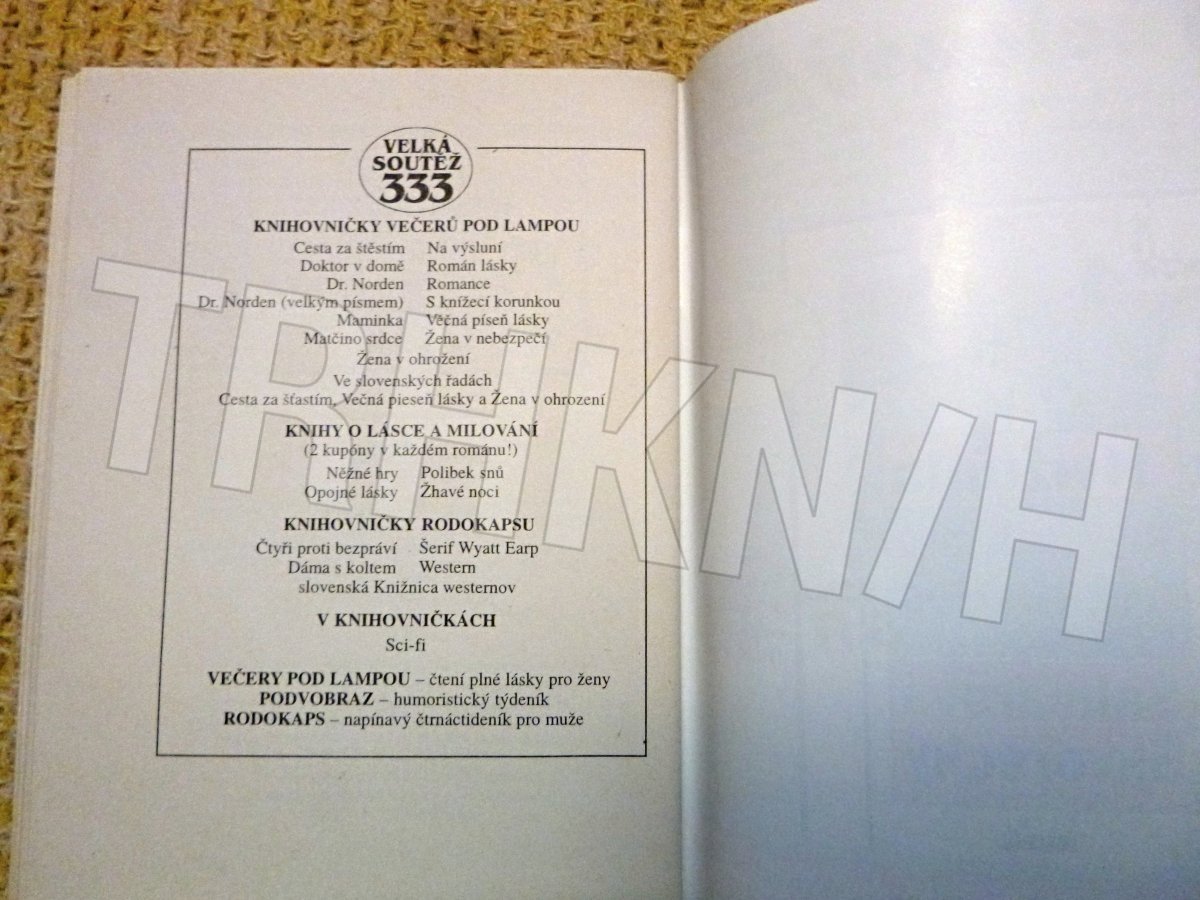 VELKÁ
SOUTĚŽ
333
KNIHOVNIČKY VEČERŮ POD LAMPOU
Cesta za štěstím Na výsluní
Doktor v domě Román lásky
Dr. Norden Romance
Dr. Norden (velkým písmem) S knížecí korunkou
Maminka Věčná píseň lásky
Matčino srdce Žena v nebezpečí
Žena v ohrožení
Ve slovenských řadách
Cesta za šťastím, Večná pieseň lásky a Žena v ohrození
KNIHY O LÁSCE A MILOVÁNÍ
(2 kupóny v každém románu!)
Něžné hry Polibek snů
Opojné lásky Žhavé noci
KNIHOVNIČKY RODOKAPSU
Čtyři proti bezpráví Šerif Wyatt Earp
Dáma s koltem Western
slovenská Knižnica westernov
V KNIHOVNIČKÁCH
Sci-fi
VEČERY POD LAMPOU – čtení plné lásky pro ženy
PODVOBRAZ – humoristický týdeník
RODOKAPS – napínavý čtrnáctideník pro muže
TRHKN/H